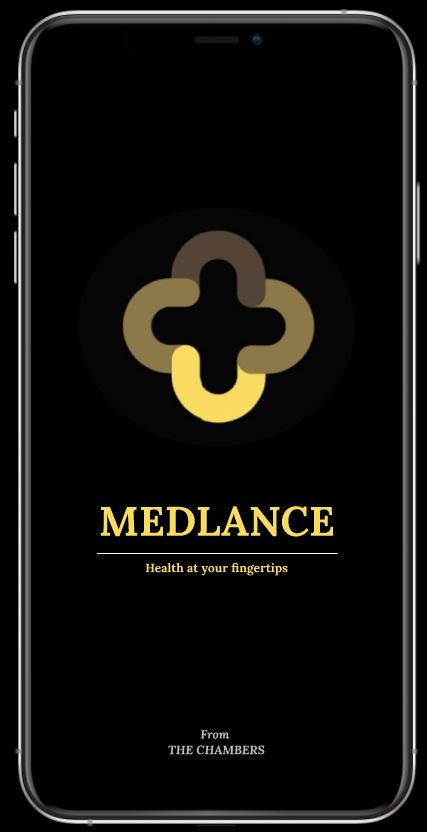 MEDLANCE
Health at your fingertips
From
THE CHAMBERS